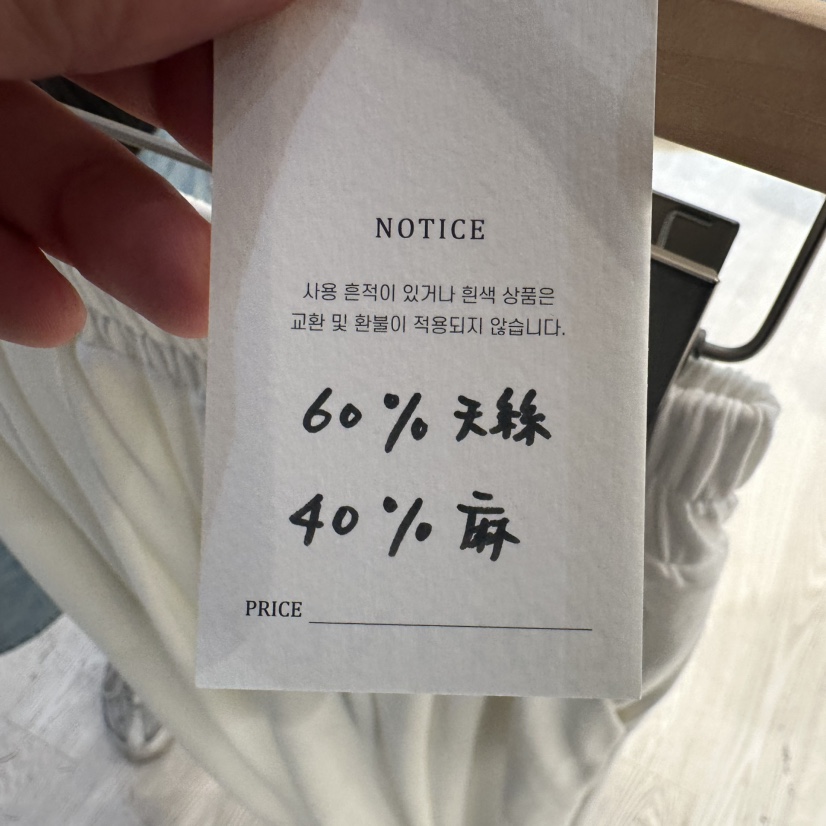 NOTICE
사용 흔적이 있거나 흰색 상품은
교환 및 환불이 적용되지 않습니다.
60% 天絲
40% 麻
PRICE